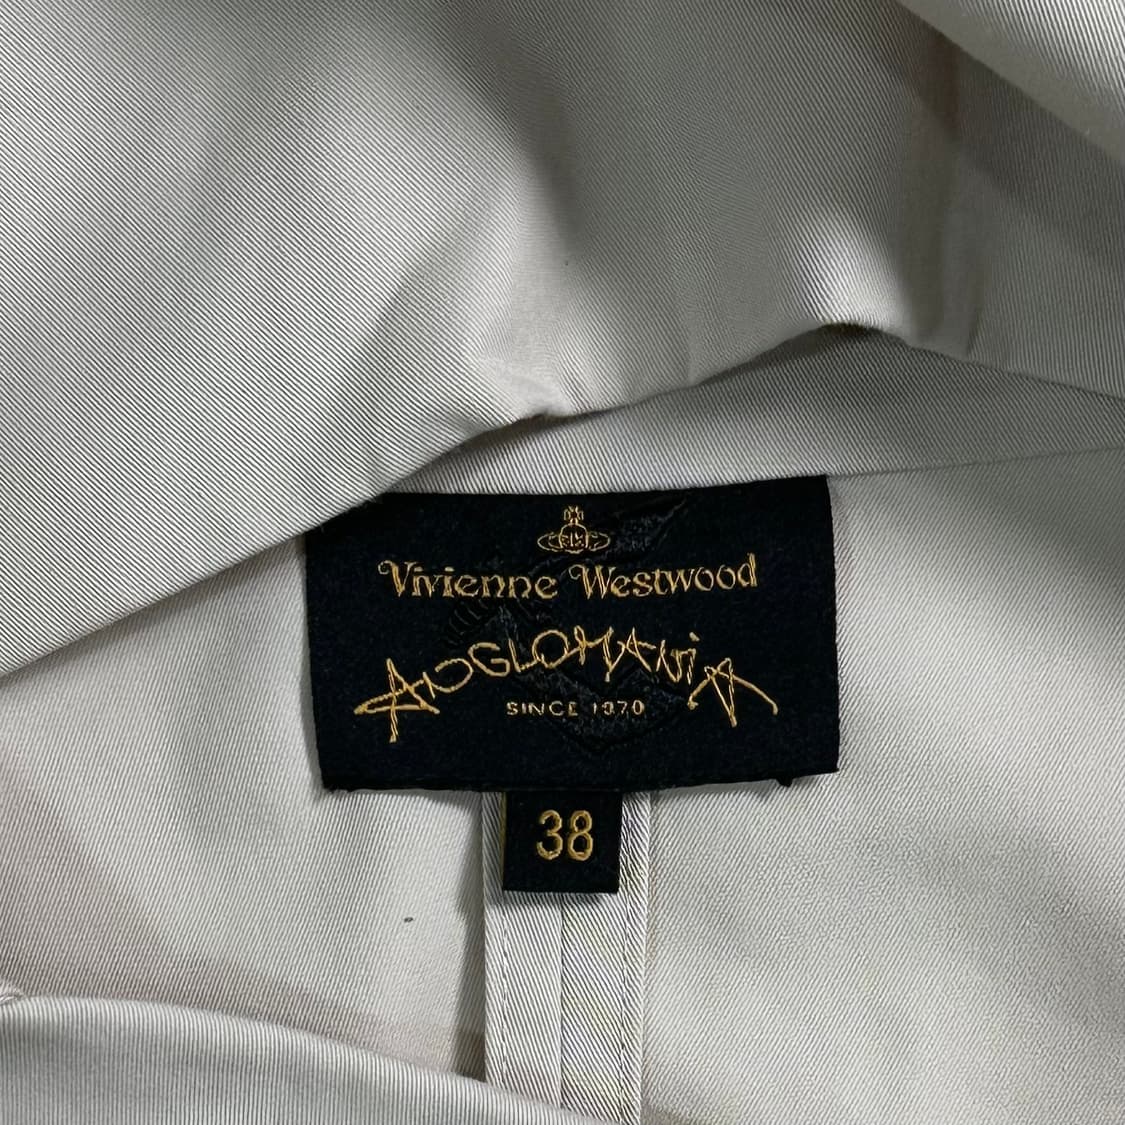 Vivienne Westwood
ANGLOMANiA
SINCE 1970
38